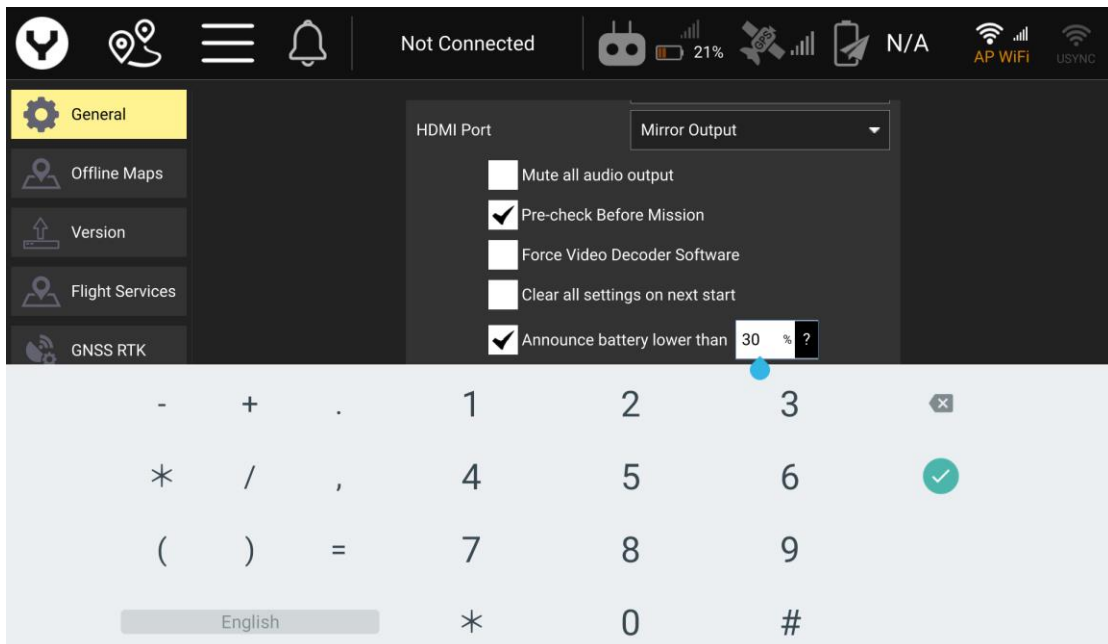 Not Connected 21% GPS N/A AP WiFi USYNC
General
HDMI Port Mirror Output
Offline Maps
Mute all audio output
Pre-check Before Mission
Version
Force Video Decoder Software
Flight Services
Clear all settings on next start
GNSS RTK
Announce battery lower than 30 % ?
- + . 1 2 3
* / , 4 5 6
( ) = 7 8 9
English * 0 #